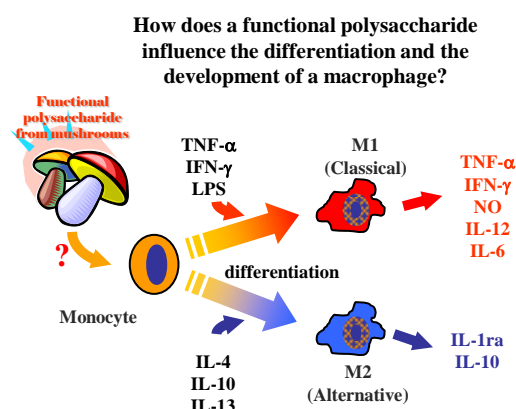 How does a functional polysaccharide
influence the differentiation and the
development of a macrophage?
Functional
polysaccharide
from mushrooms
TNF-α
IFN-γ
LPS
M1
(Classical)
TNF-α
IFN-γ
NO
IL-12
IL-6
?
differentiation
Monocyte
IL-4
IL-10
IL-13
M2
(Alternative)
IL-1ra
IL-10